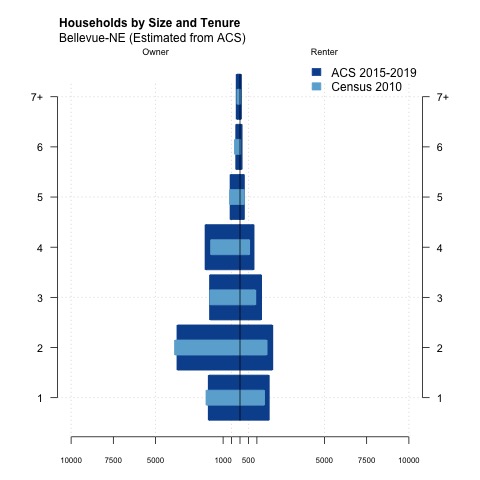 Households by Size and Tenure
Bellevue-NE (Estimated from ACS)
Owner Renter
ACS 2015-2019
Census 2010
7+ 7+
6 6
5 5
4 4
3 3
2 2
1 1
10000 7500 5000 1000 500 5000 7500 10000